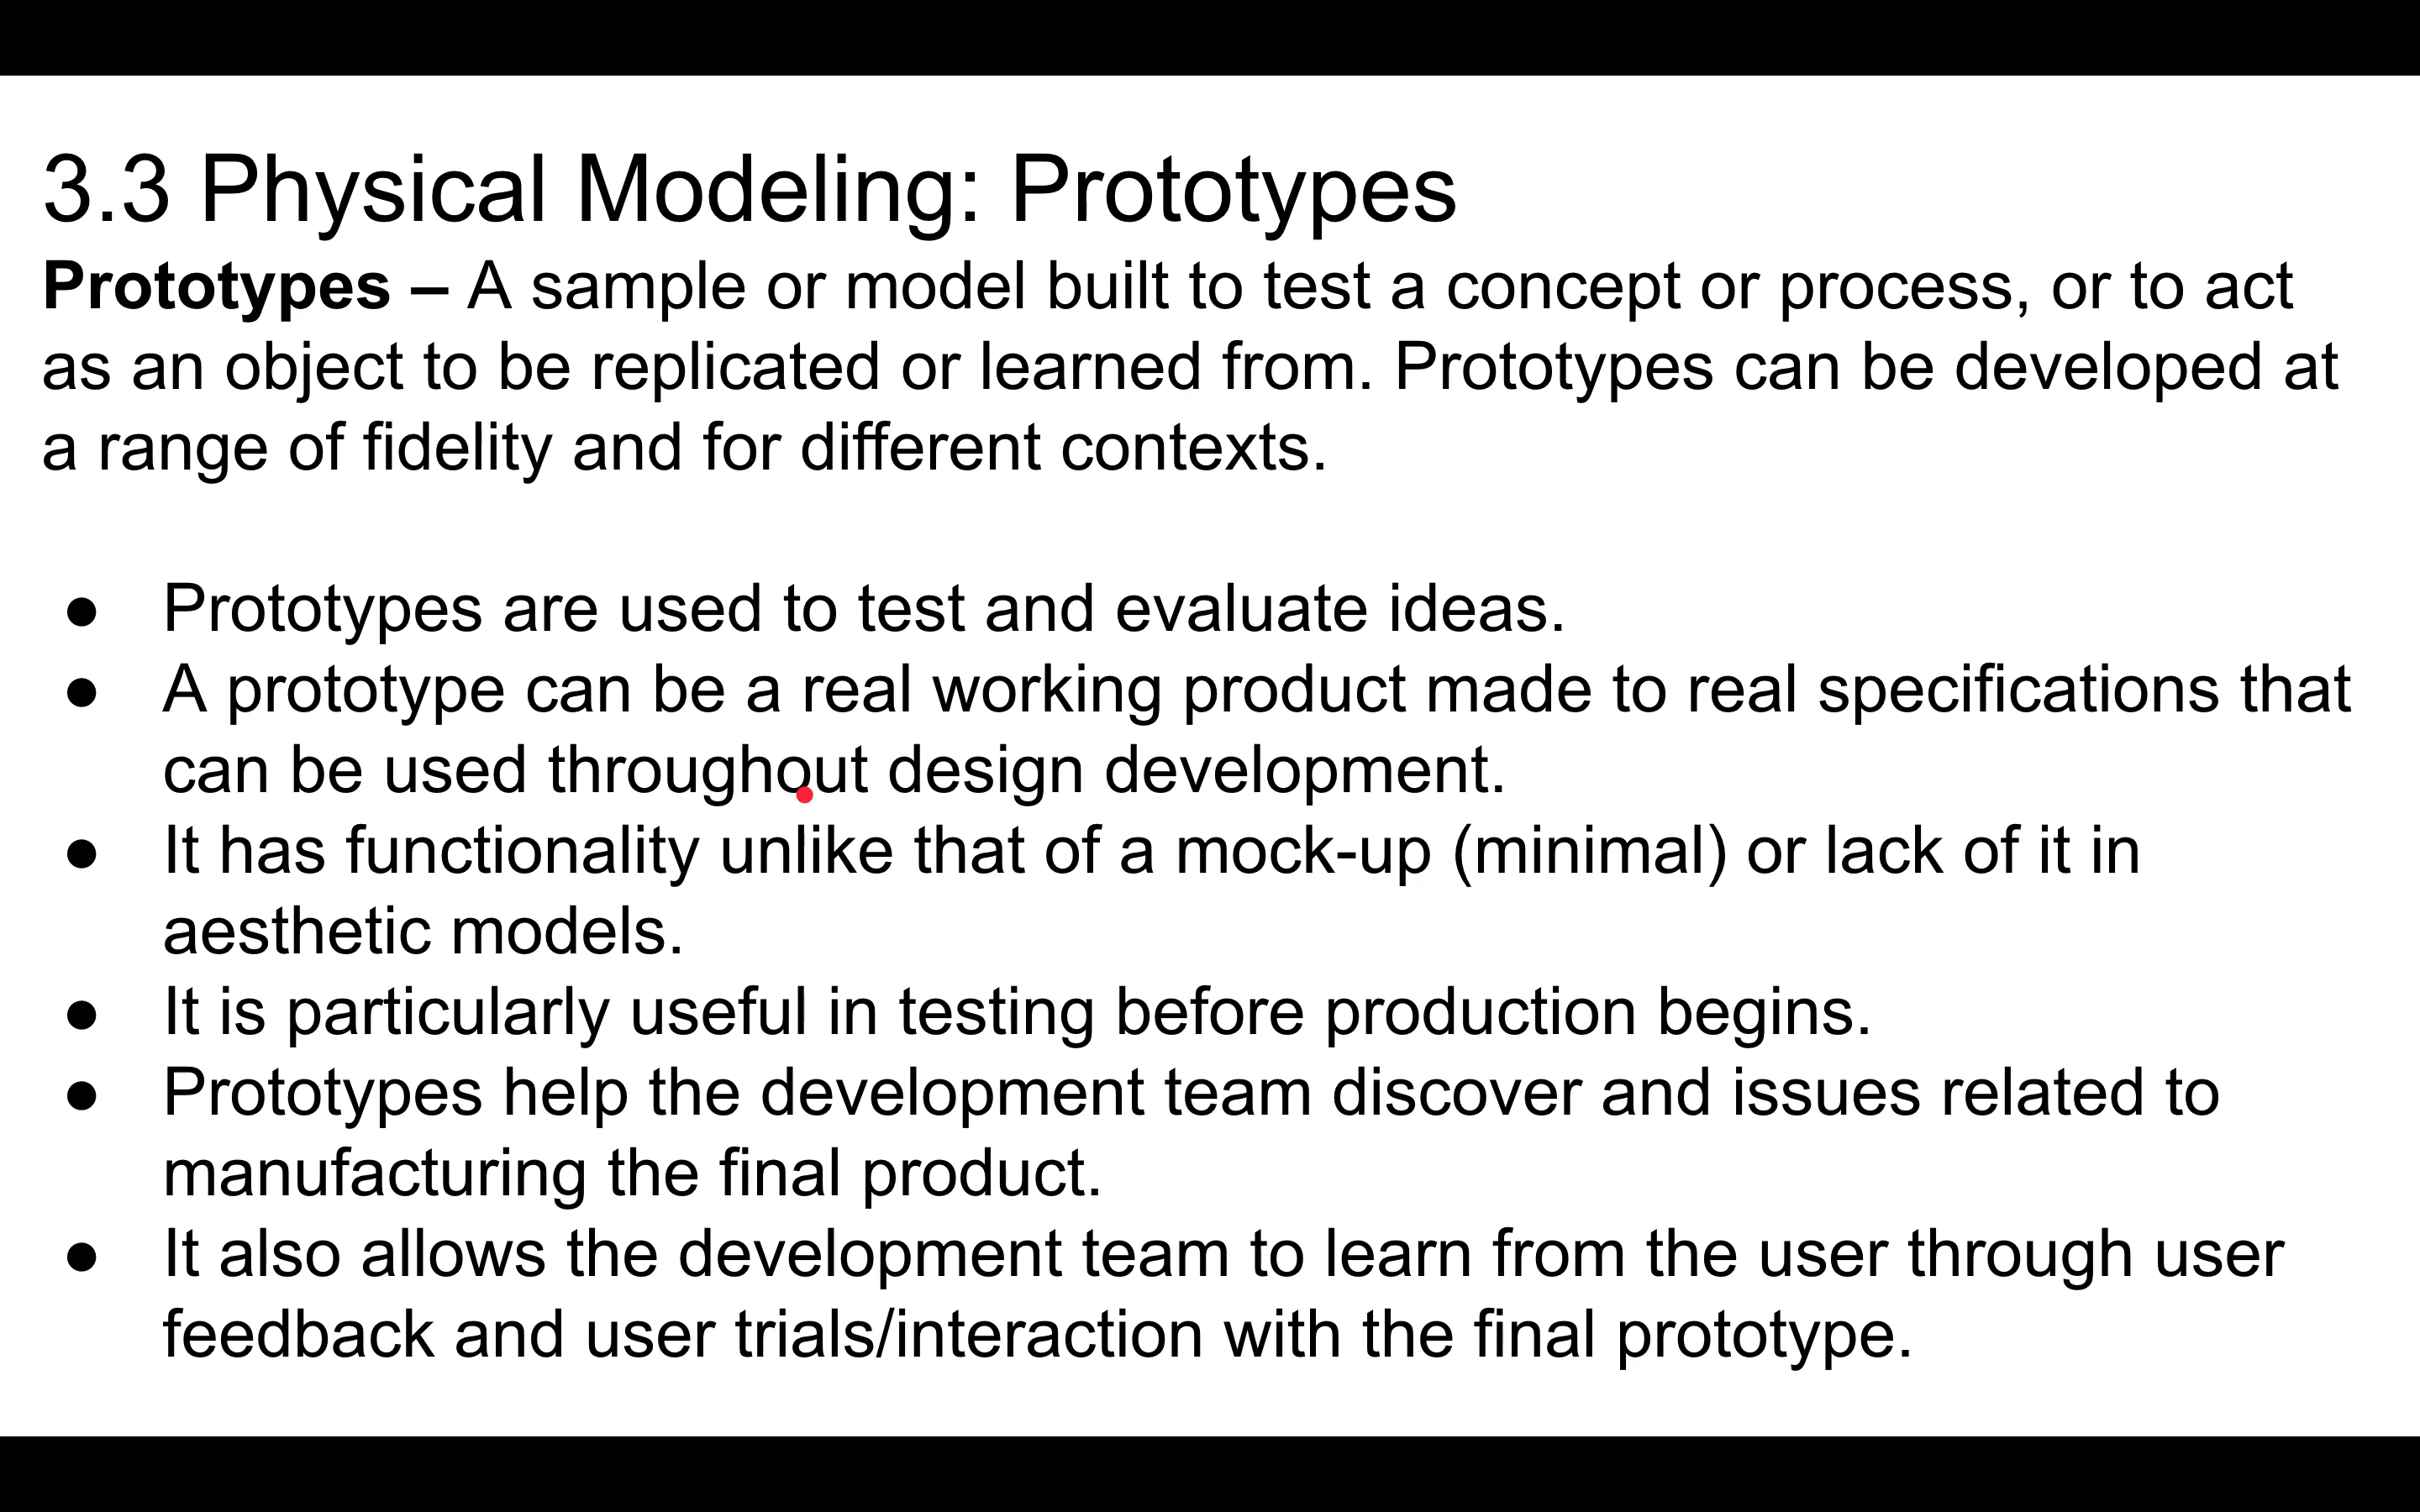 3.3 Physical Modeling: Prototypes
Prototypes – A sample or model built to test a concept or process, or to act
as an object to be replicated or learned from. Prototypes can be developed at
a range of fidelity and for different contexts.
● Prototypes are used to test and evaluate ideas.
● A prototype can be a real working product made to real specifications that
can be used throughout design development.
● It has functionality unlike that of a mock-up (minimal) or lack of it in
aesthetic models.
● It is particularly useful in testing before production begins.
● Prototypes help the development team discover and issues related to
manufacturing the final product.
● It also allows the development team to learn from the user through user
feedback and user trials/interaction with the final prototype.